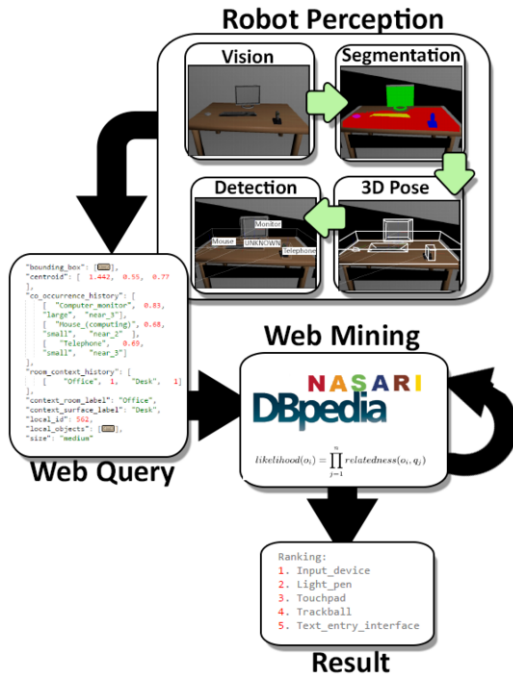 Robot Perception
Vision
Segmentation
Detection
3D Pose
Monitor
Mouse
UNKNOWN
Telephone
"bounding_box": [ ],
"centroid": [ 1.442, 0.55, 0.77
],
"co_occurrence_history": [
[ "Computer_monitor", 0.83,
"large", "near_3"],
[ "Mouse_(computing)", 0.68,
"small", "near_2" ],
[ "Telephone", 0.69,
"small", "near_3"]
],
"room_context_history": [
[ "Office", 1, "Desk", 1]
],
"context_room_label": "Office",
"context_surface_label": "Desk",
"local_id": 562,
"local_objects": [ ],
"size": "medium"
Web Query
Web Mining
NASARI
DBpedia
likelihood(o_i) = ∏_{j=1}^{n} relatedness(o_i, q_j)
Ranking:
1. Input_device
2. Light_pen
3. Touchpad
4. Trackball
5. Text_entry_interface
Result